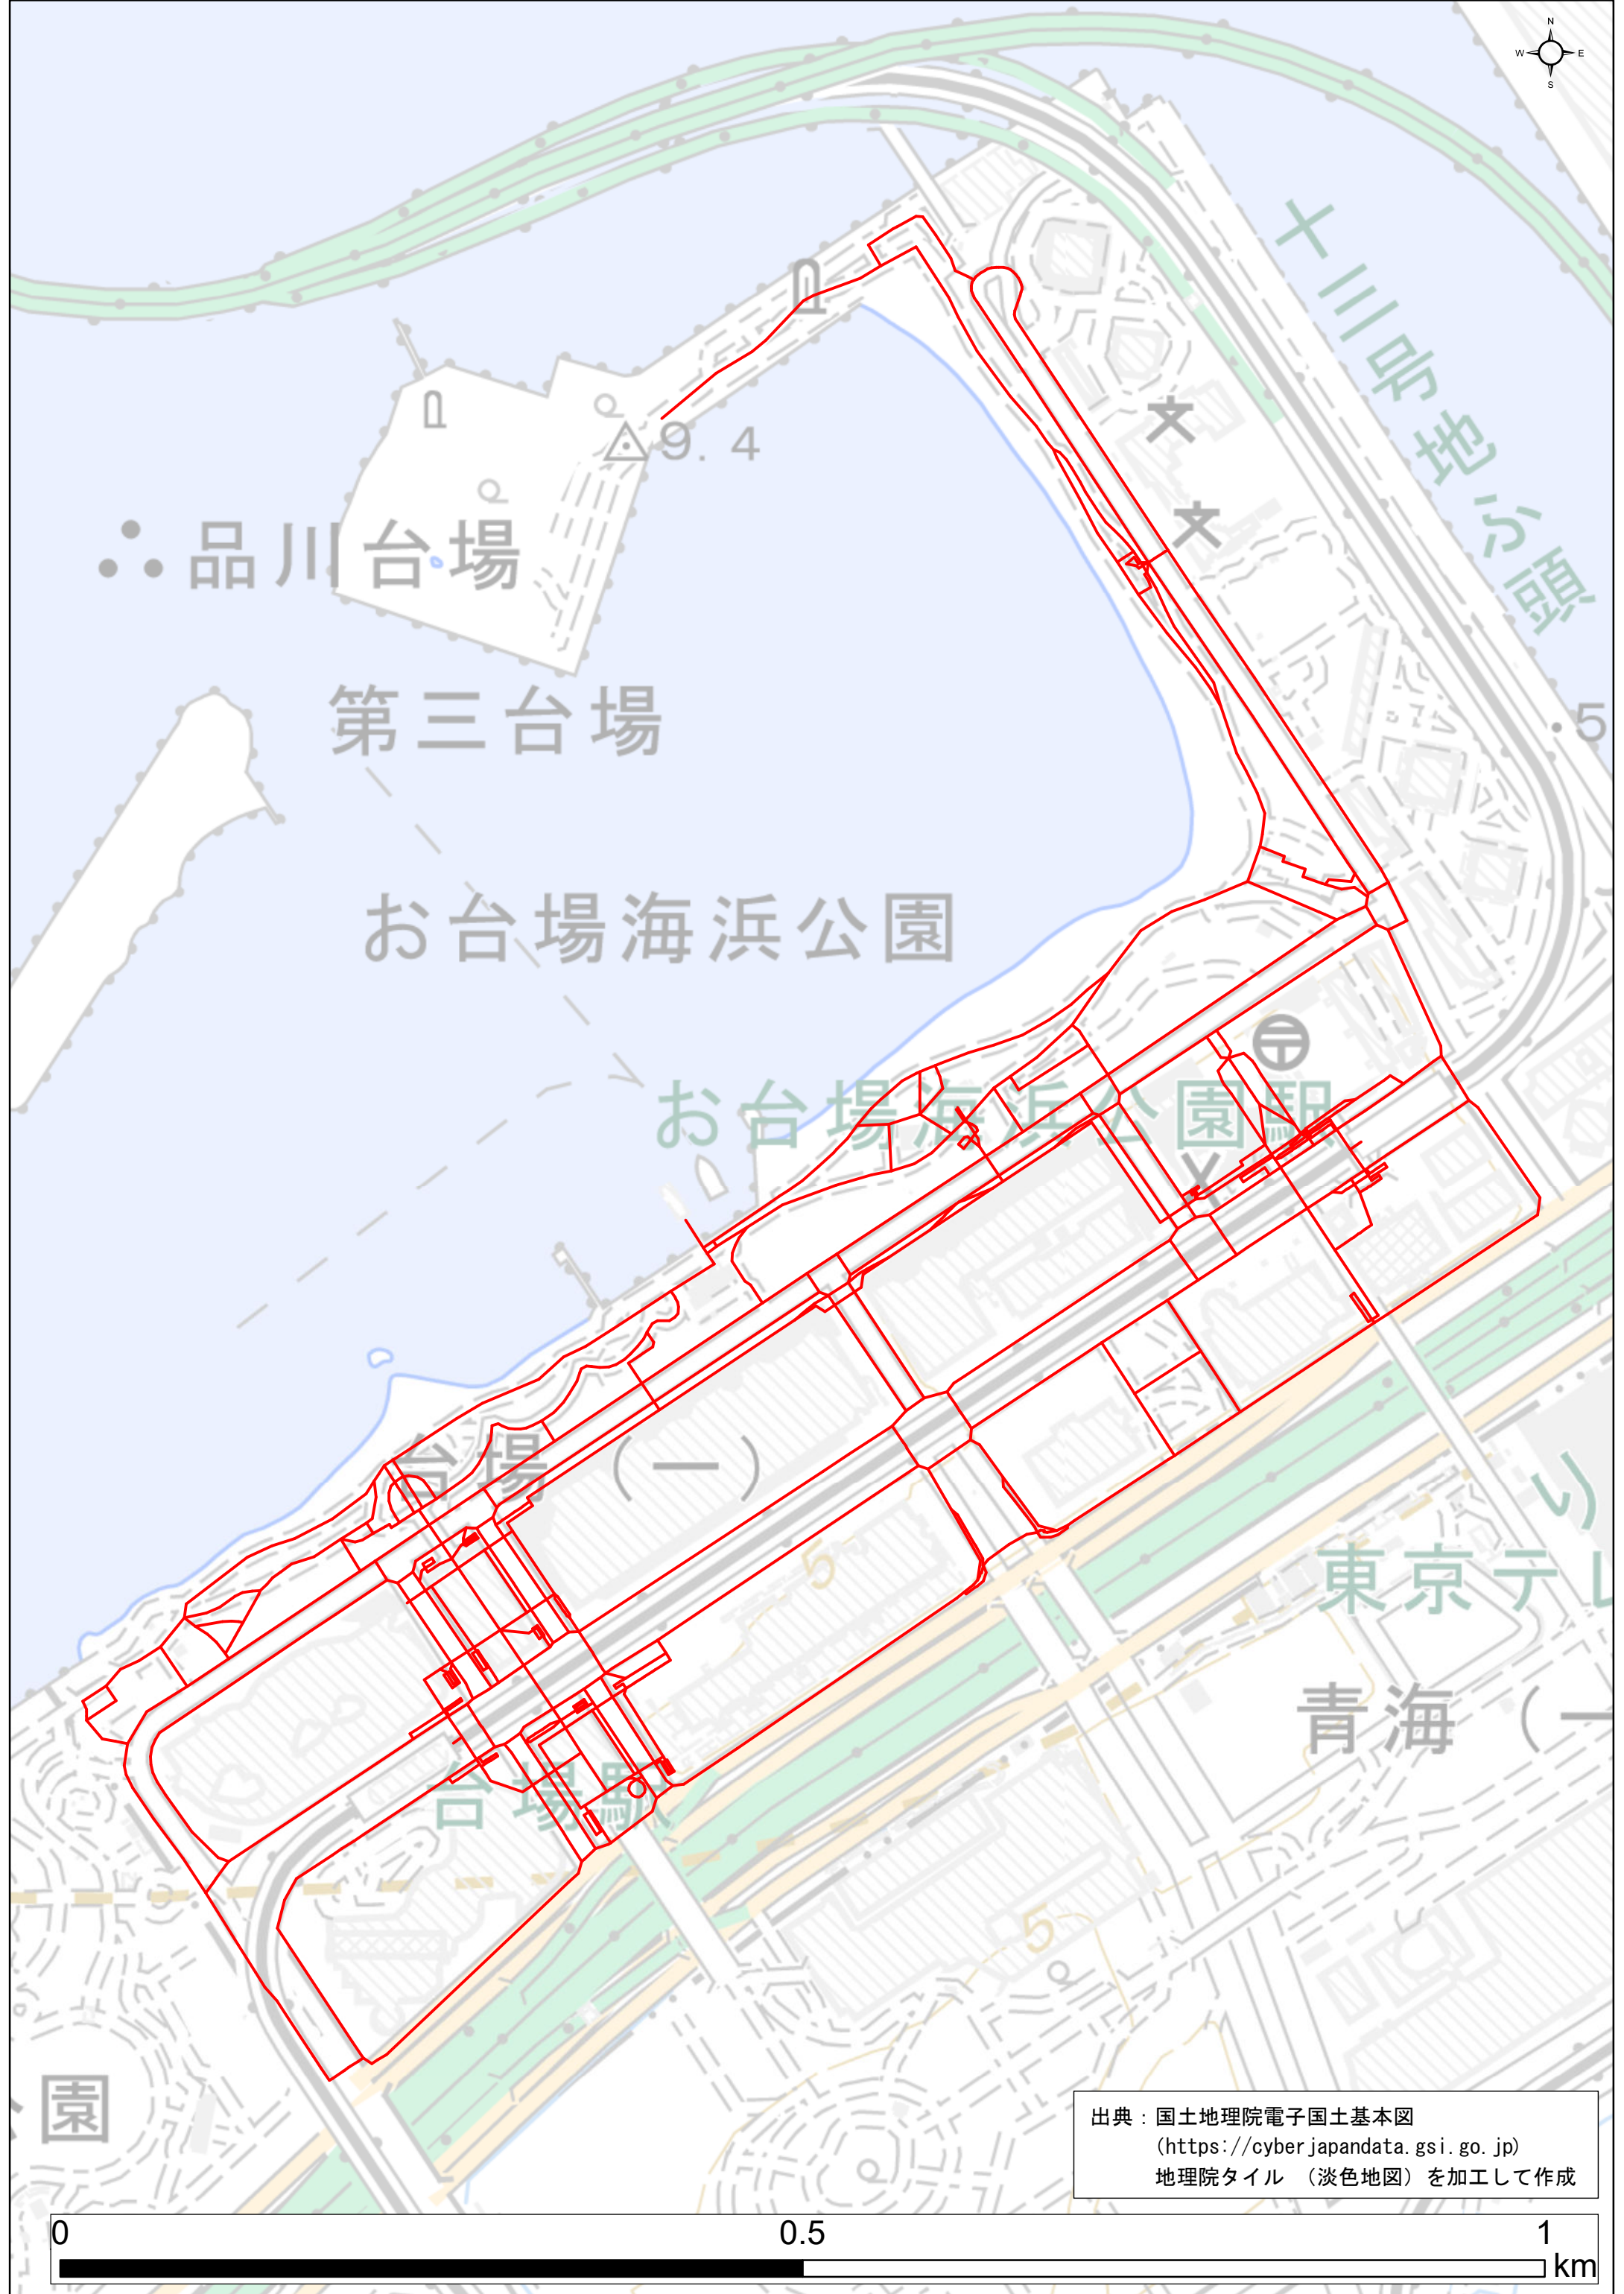 N
W E
S
十三号地ふ頭
9.4
品川台場
第三台場
・5
お台場海浜公園
お台場海浜公園駅
台場（一）
5
東京テレ
り
青海（一
台場駅
5
園
出典：国土地理院電子国土基本図
(https://cyberjapandata.gsi.go.jp)
地理院タイル （淡色地図）を加工して作成
0 0.5 1
km